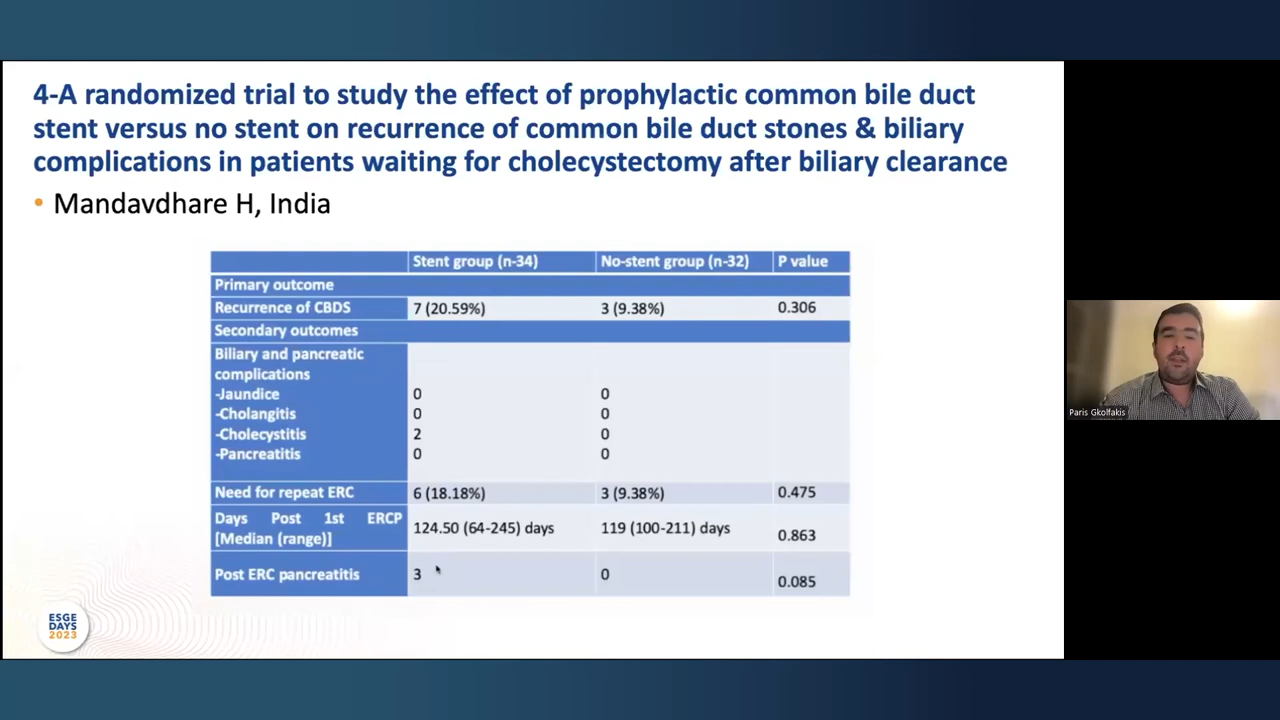 4-A randomized trial to study the effect of prophylactic common bile duct
stent versus no stent on recurrence of common bile duct stones & biliary
complications in patients waiting for cholecystectomy after biliary clearance
• Mandavdhare H, India
Stent group (n-34) No-stent group (n-32) P value
Primary outcome
Recurrence of CBDS 7 (20.59%) 3 (9.38%) 0.306
Secondary outcomes
Biliary and pancreatic
complications
-Jaundice 0 0
-Cholangitis 0 0
-Cholecystitis 2 0
-Pancreatitis 0 0
Need for repeat ERC 6 (18.18%) 3 (9.38%) 0.475
Days Post 1st ERCP
[Median (range)] 124.50 (64-245) days 119 (100-211) days 0.863
Post ERC pancreatitis 3 0 0.085
ESGE
DAYS
2023
Paris Gkolfakis